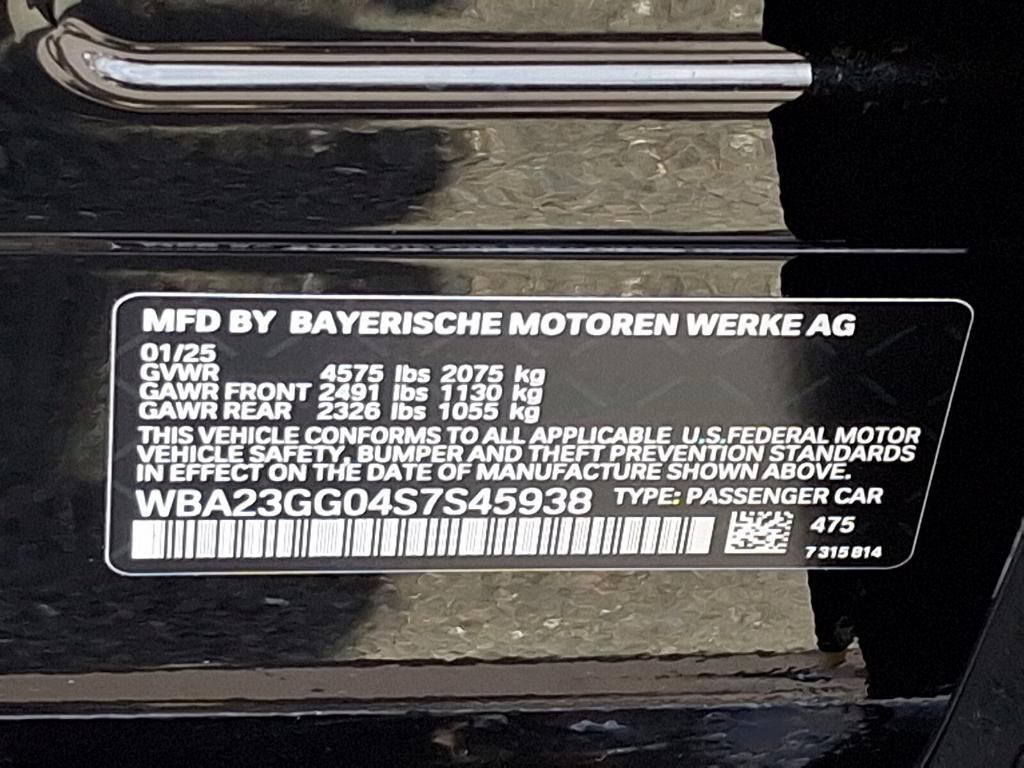 MFD BY BAYERISCHE MOTOREN WERKE AG
01/25
GVWR 4575 lbs 2075 kg
GAWR FRONT 2491 lbs 1130 kg
GAWR REAR 2326 lbs 1055 kg
THIS VEHICLE CONFORMS TO ALL APPLICABLE U.S.FEDERAL MOTOR
VEHICLE SAFETY, BUMPER AND THEFT PREVENTION STANDARDS
IN EFFECT ON THE DATE OF MANUFACTURE SHOWN ABOVE.
WBA23GG04S7S45938 TYPE: PASSENGER CAR
475
7 315 814